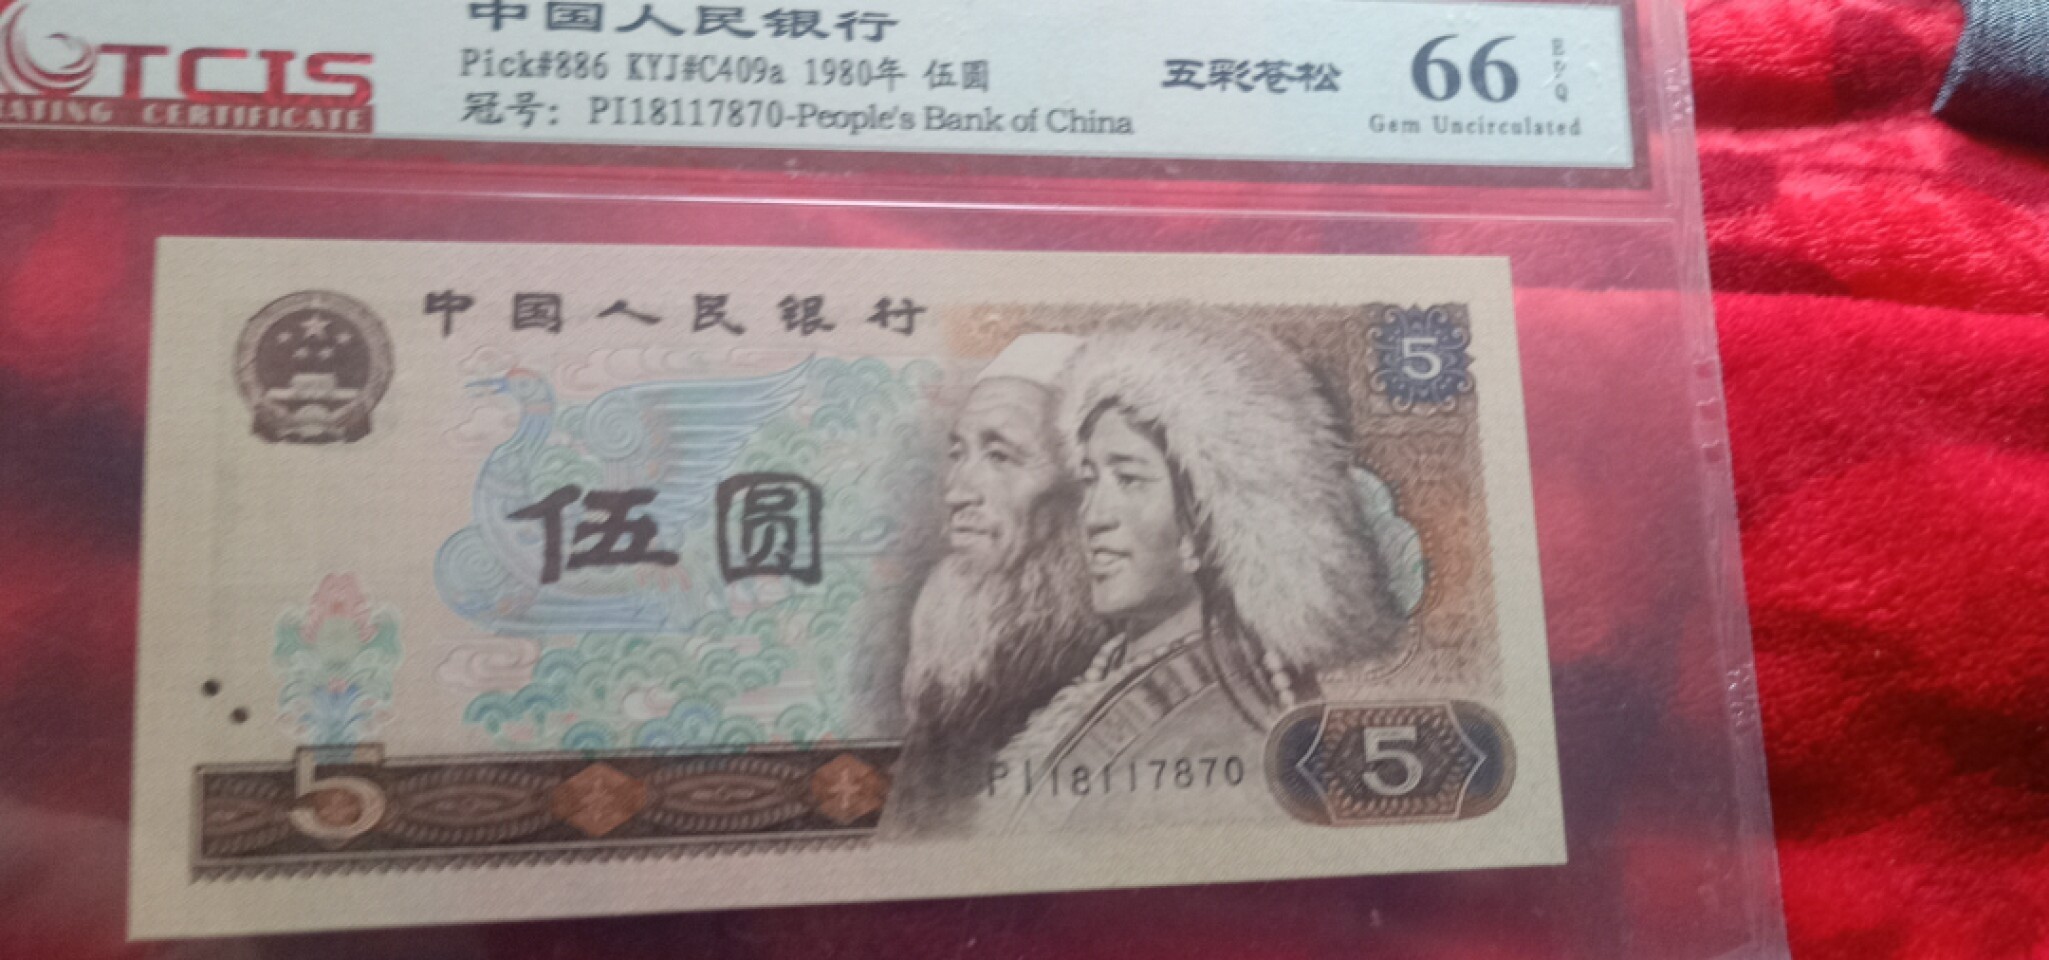 中国人民银行
TCIS
ATING CERTIFICATE
Pick#886 KYJ#C409a 1980年 伍圆
冠号: PI18117870-People's Bank of China
五彩苍松
66
EPQ
Gem Uncirculated
中国人民银行
5
伍圆
5
PI18117870
5